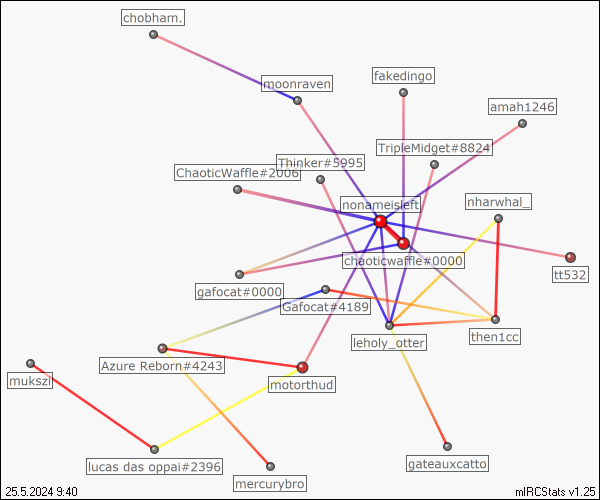 chobham.
moonraven
fakedingo
amah1246
TripleMidget#8824
Thinker#5995
ChaoticWaffle#2006
nonameisleft
nharwhal_
chaoticwaffle#0000
tt532
gafocat#0000
Gafocat#4189
leholy_otter
then1cc
Azure Reborn#4243
mukszi
motorthud
lucas das oppai#2396
gateauxcatto
mercurybro
25.5.2024 9:40
mIRCStats v1.25